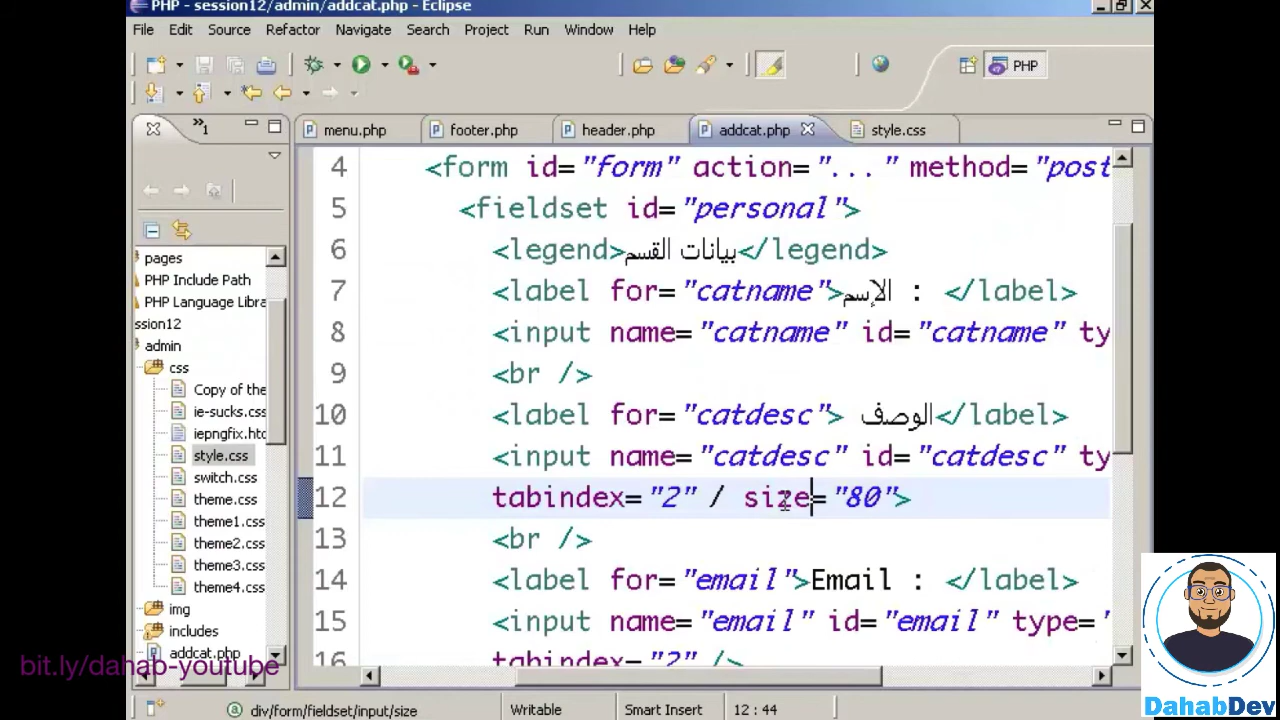 PHP - session12/admin/addcat.php - Eclipse
File Edit Source Refactor Navigate Search Project Run Window Help
PHP
1
menu.php footer.php header.php addcat.php style.css
pages
PHP Include Path
PHP Language Libra
ssion12
admin
css
Copy of the
ie-sucks.css
iepngfix.htc
style.css
switch.css
theme.css
theme1.css
theme2.css
theme3.css
theme4.css
img
includes
addcat.php
4 <form id="form" action="..." method="post
5 <fieldset id="personal">
6 <legend>بيانات القسم</legend>
7 <label for="catname">الإسم : </label>
8 <input name="catname" id="catname" ty
9 <br />
10 <label for="catdesc"> الوصف</label>
11 <input name="catdesc" id="catdesc" ty
12 tabindex="2" / size="80">
13 <br />
14 <label for="email">Email : </label>
15 <input name="email" id="email" type="
16 tabindex="2" />
bit.ly/dahab-youtube
div/form/fieldset/input/size Writable Smart Insert 12 : 44
DahabDev